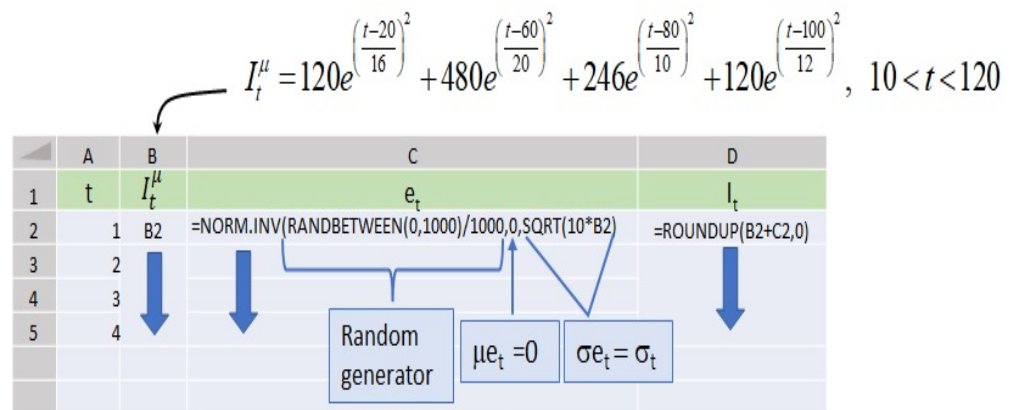 I_t^μ = 120e^((t−20)/16)^2 + 480e^((t−60)/20)^2 + 246e^((t−80)/10)^2 + 120e^((t−100)/12)^2 , 10 < t < 120
A B C D
1 t I_t^μ e_t I_t
2 1 B2 =NORM.INV(RANDBETWEEN(0,1000)/1000,0,SQRT(10*B2) =ROUNDUP(B2+C2,0)
3 2
4 3
5 4
Random generator
μe_t =0
σe_t = σ_t